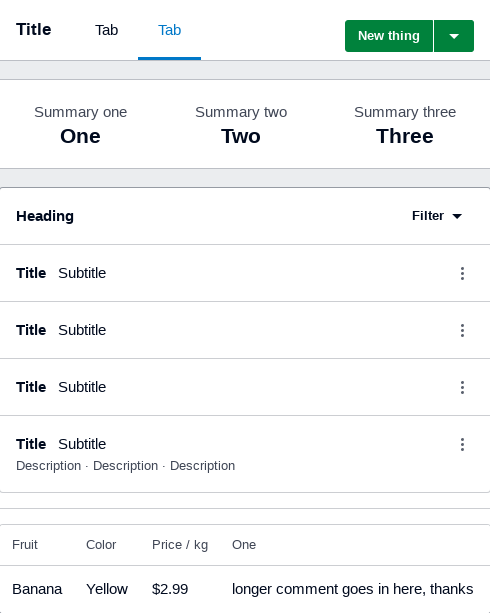 Title Tab Tab New thing
Summary one Summary two Summary three
One Two Three
Heading Filter
Title Subtitle
Title Subtitle
Title Subtitle
Title Subtitle
Description · Description · Description
Fruit Color Price / kg One
Banana Yellow $2.99 longer comment goes in here, thanks